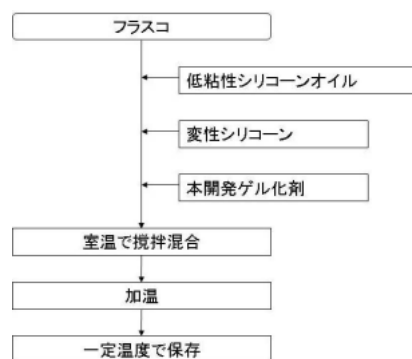 フラスコ
低粘性シリコーンオイル
変性シリコーン
本開発ゲル化剤
室温で撹拌混合
加温
一定温度で保存